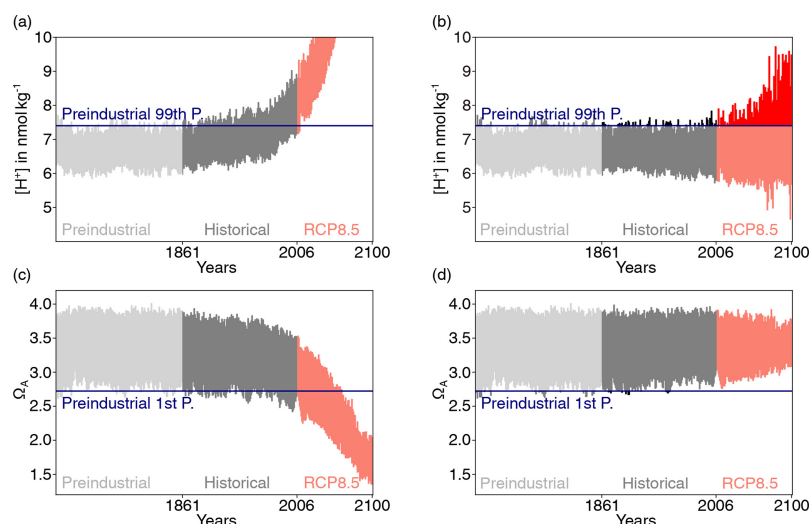 (a)
[H⁺] in nmol kg⁻¹
10
9
8
7
6
5
Preindustrial 99th P.
Preindustrial Historical RCP8.5
1861 2006 2100
Years
(b)
[H⁺] in nmol kg⁻¹
10
9
8
7
6
5
Preindustrial 99th P.
Preindustrial Historical RCP8.5
1861 2006 2100
Years
(c)
Ω_A
4.0
3.5
3.0
2.5
2.0
1.5
Preindustrial 1st P.
Preindustrial Historical RCP8.5
1861 2006 2100
Years
(d)
Ω_A
4.0
3.5
3.0
2.5
2.0
1.5
Preindustrial 1st P.
Preindustrial Historical RCP8.5
1861 2006 2100
Years